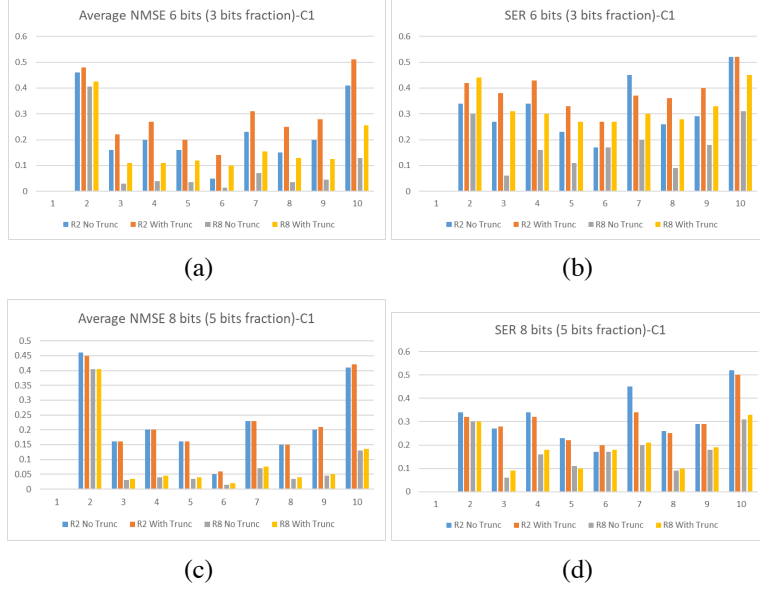 Average NMSE 6 bits (3 bits fraction)-C1
0.6
0.5
0.4
0.3
0.2
0.1
0
1 2 3 4 5 6 7 8 9 10
R2 No Trunc R2 With Trunc R8 No Trunc R8 With Trunc
(a)
SER 6 bits (3 bits fraction)-C1
0.6
0.5
0.4
0.3
0.2
0.1
0
1 2 3 4 5 6 7 8 9 10
R2 No Trunc R2 With Trunc R8 No Trunc R8 With Trunc
(b)
Average NMSE 8 bits (5 bits fraction)-C1
0.5
0.45
0.4
0.35
0.3
0.25
0.2
0.15
0.1
0.05
0
1 2 3 4 5 6 7 8 9 10
R2 No Trunc R2 With Trunc R8 No Trunc R8 With Trunc
(c)
SER 8 bits (5 bits fraction)-C1
0.6
0.5
0.4
0.3
0.2
0.1
0
1 2 3 4 5 6 7 8 9 10
R2 No Trunc R2 With Trunc R8 No Trunc R8 With Trunc
(d)